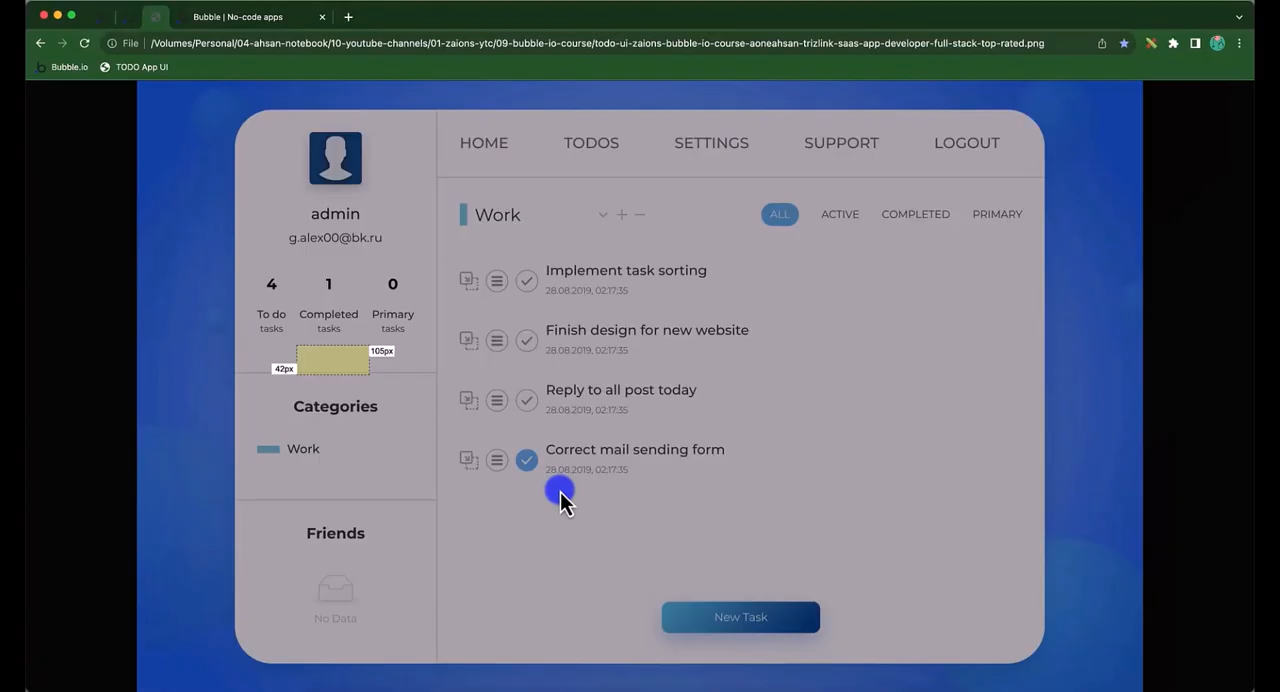 Bubble | No-code apps
File
/Volumes/Personal/04-ahsan-notebook/10-youtube-channels/01-zaions-ytc/09-bubble-io-course/todo-ui-zaions-bubble-io-course-aoneahsan-trizlink-saas-app-developer-full-stack-top-rated.png
Bubble.io TODO App UI
HOME TODOS SETTINGS SUPPORT LOGOUT
admin
g.alex00@bk.ru
4 1 0
To do Completed Primary
tasks tasks tasks
105px
42px
Categories
Work
Friends
No Data
Work
ALL ACTIVE COMPLETED PRIMARY
Implement task sorting
28.08.2019, 02:17:35
Finish design for new website
28.08.2019, 02:17:35
Reply to all post today
28.08.2019, 02:17:35
Correct mail sending form
28.08.2019, 02:17:35
New Task